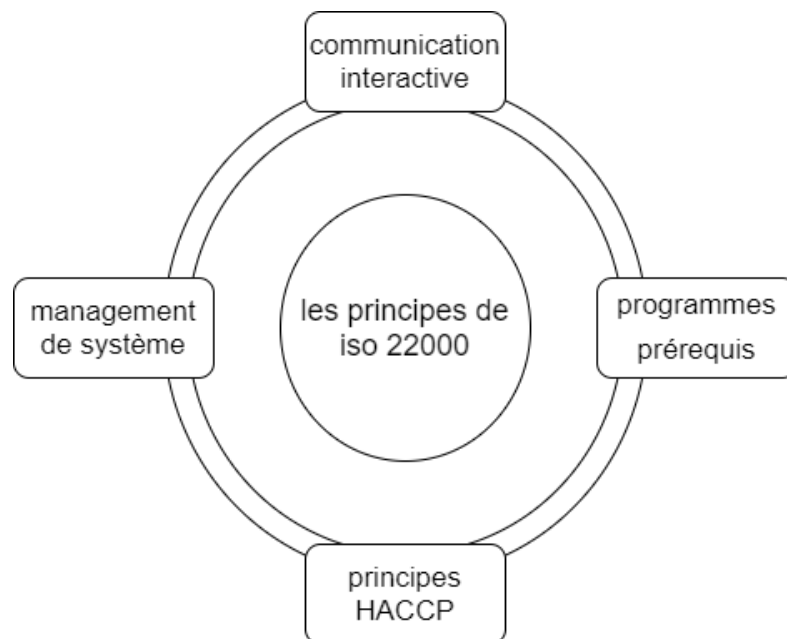 communication
interactive
management
de système
les principes de
iso 22000
programmes
prérequis
principes
HACCP